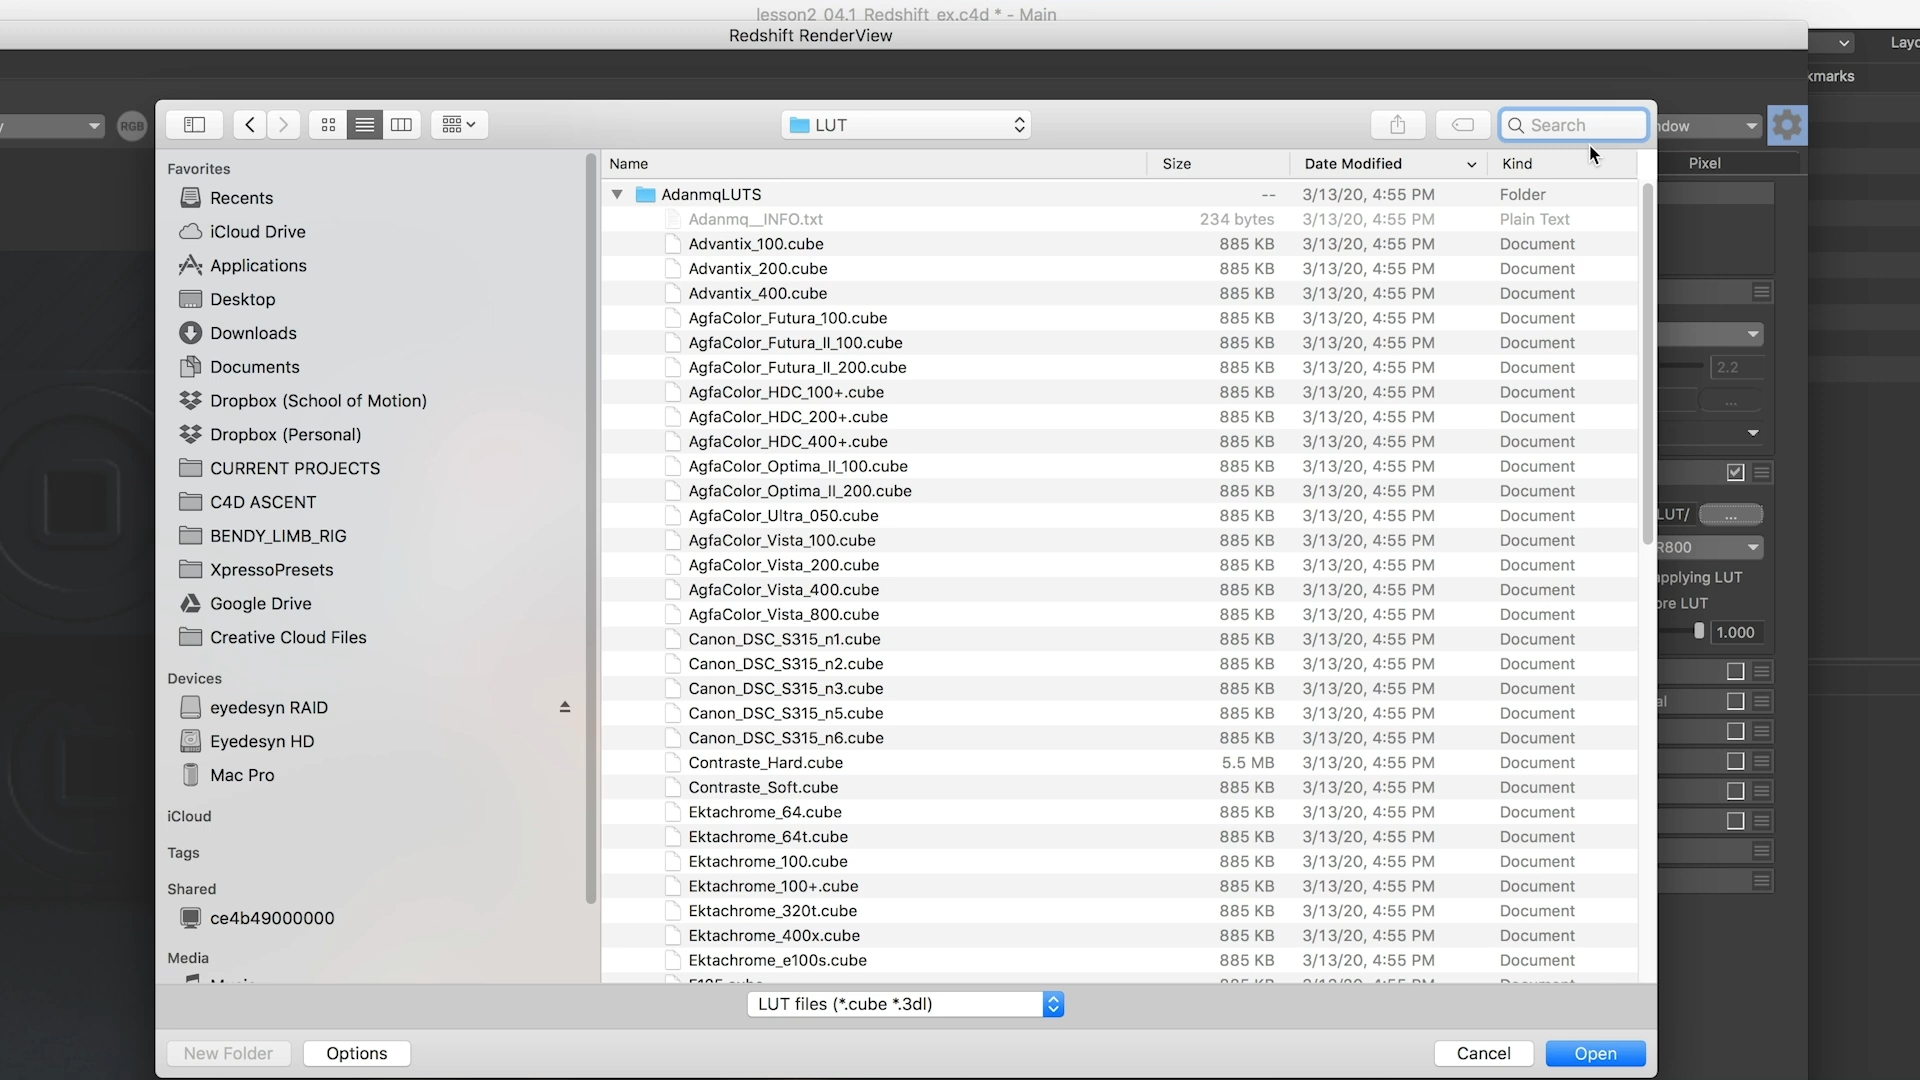 lesson2_04.1_Redshift_ex.c4d * - Main
Redshift RenderView
Layo
kmarks
RGB
LUT
Search
ndow
Pixel
Favorites
Recents
iCloud Drive
Applications
Desktop
Downloads
Documents
Dropbox (School of Motion)
Dropbox (Personal)
CURRENT PROJECTS
C4D ASCENT
BENDY_LIMB_RIG
XpressoPresets
Google Drive
Creative Cloud Files
Devices
eyedesyn RAID
Eyedesyn HD
Mac Pro
iCloud
Tags
Shared
ce4b49000000
Media
Name Size Date Modified Kind
AdanmqLUTS -- 3/13/20, 4:55 PM Folder
Adanmq__INFO.txt 234 bytes 3/13/20, 4:55 PM Plain Text
Advantix_100.cube 885 KB 3/13/20, 4:55 PM Document
Advantix_200.cube 885 KB 3/13/20, 4:55 PM Document
Advantix_400.cube 885 KB 3/13/20, 4:55 PM Document
AgfaColor_Futura_100.cube 885 KB 3/13/20, 4:55 PM Document
AgfaColor_Futura_II_100.cube 885 KB 3/13/20, 4:55 PM Document
AgfaColor_Futura_II_200.cube 885 KB 3/13/20, 4:55 PM Document
AgfaColor_HDC_100+.cube 885 KB 3/13/20, 4:55 PM Document
AgfaColor_HDC_200+.cube 885 KB 3/13/20, 4:55 PM Document
AgfaColor_HDC_400+.cube 885 KB 3/13/20, 4:55 PM Document
AgfaColor_Optima_II_100.cube 885 KB 3/13/20, 4:55 PM Document
AgfaColor_Optima_II_200.cube 885 KB 3/13/20, 4:55 PM Document
AgfaColor_Ultra_050.cube 885 KB 3/13/20, 4:55 PM Document
AgfaColor_Vista_100.cube 885 KB 3/13/20, 4:55 PM Document
AgfaColor_Vista_200.cube 885 KB 3/13/20, 4:55 PM Document
AgfaColor_Vista_400.cube 885 KB 3/13/20, 4:55 PM Document
AgfaColor_Vista_800.cube 885 KB 3/13/20, 4:55 PM Document
Canon_DSC_S315_n1.cube 885 KB 3/13/20, 4:55 PM Document
Canon_DSC_S315_n2.cube 885 KB 3/13/20, 4:55 PM Document
Canon_DSC_S315_n3.cube 885 KB 3/13/20, 4:55 PM Document
Canon_DSC_S315_n5.cube 885 KB 3/13/20, 4:55 PM Document
Canon_DSC_S315_n6.cube 885 KB 3/13/20, 4:55 PM Document
Contraste_Hard.cube 5.5 MB 3/13/20, 4:55 PM Document
Contraste_Soft.cube 885 KB 3/13/20, 4:55 PM Document
Ektachrome_64.cube 885 KB 3/13/20, 4:55 PM Document
Ektachrome_64t.cube 885 KB 3/13/20, 4:55 PM Document
Ektachrome_100.cube 885 KB 3/13/20, 4:55 PM Document
Ektachrome_100+.cube 885 KB 3/13/20, 4:55 PM Document
Ektachrome_320t.cube 885 KB 3/13/20, 4:55 PM Document
Ektachrome_400x.cube 885 KB 3/13/20, 4:55 PM Document
Ektachrome_e100s.cube 885 KB 3/13/20, 4:55 PM Document
2.2
...
LUT/ ...
R800
applying LUT
ore LUT
1.000
al
LUT files (*.cube *.3dl)
New Folder Options Cancel Open